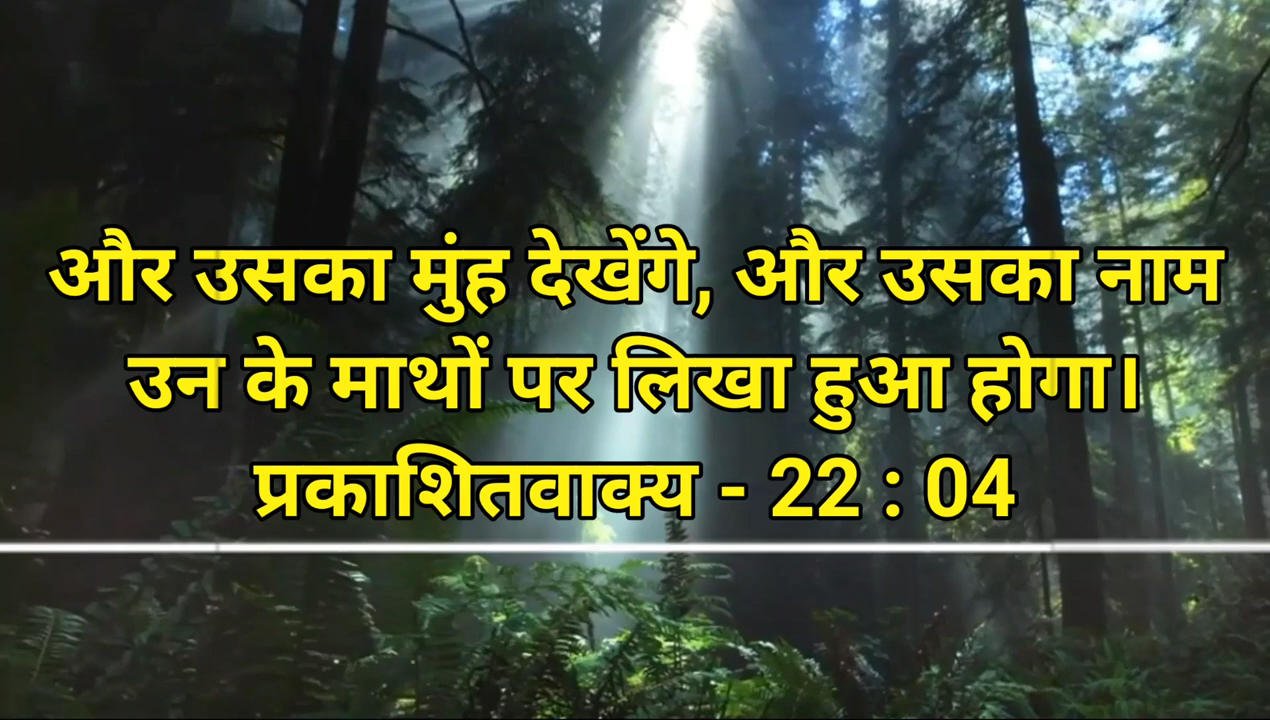 और उसका मुंह देखेंगे, और उसका नाम
उन के माथों पर लिखा हुआ होगा।
प्रकाशितवाक्य - 22 : 04